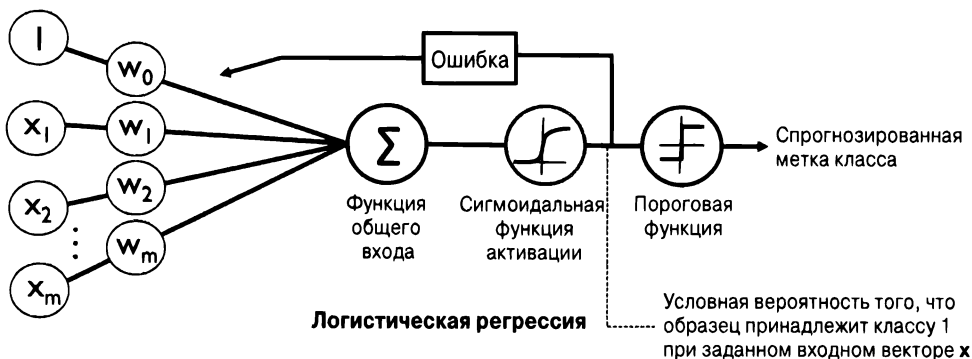 1
w₀
Ошибка
x₁
w₁
Σ
Спрогнозированная
метка класса
x₂
w₂
Функция
общего
входа
Сигмоидальная
функция
активации
Пороговая
функция
xₘ
wₘ
Логистическая регрессия
Условная вероятность того, что
образец принадлежит классу 1
при заданном входном векторе x